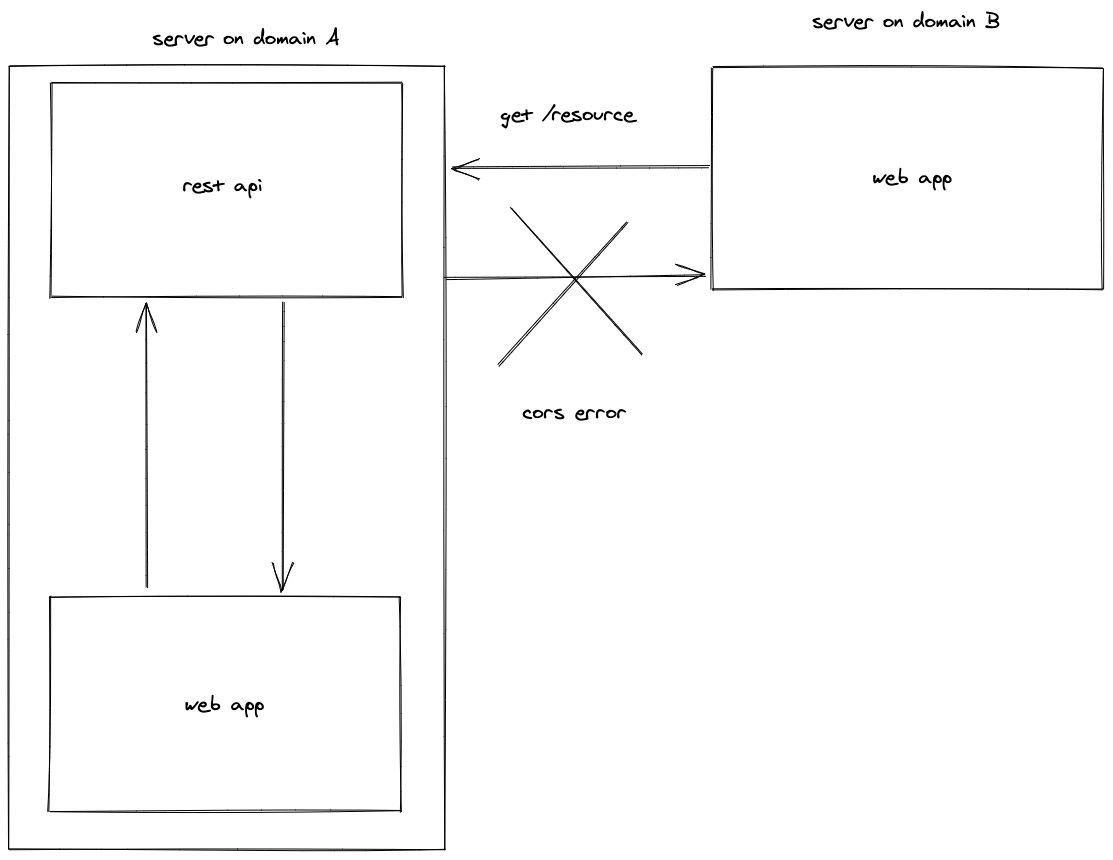 server on domain A
server on domain B
rest api
get /resource
web app
cors error
web app